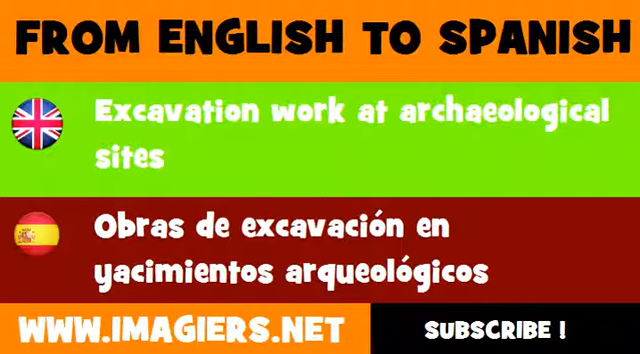 FROM ENGLISH TO SPANISH
Excavation work at archaeological
sites
Obras de excavación en
yacimientos arqueológicos
WWW.IMAGIERS.NET
SUBSCRIBE !